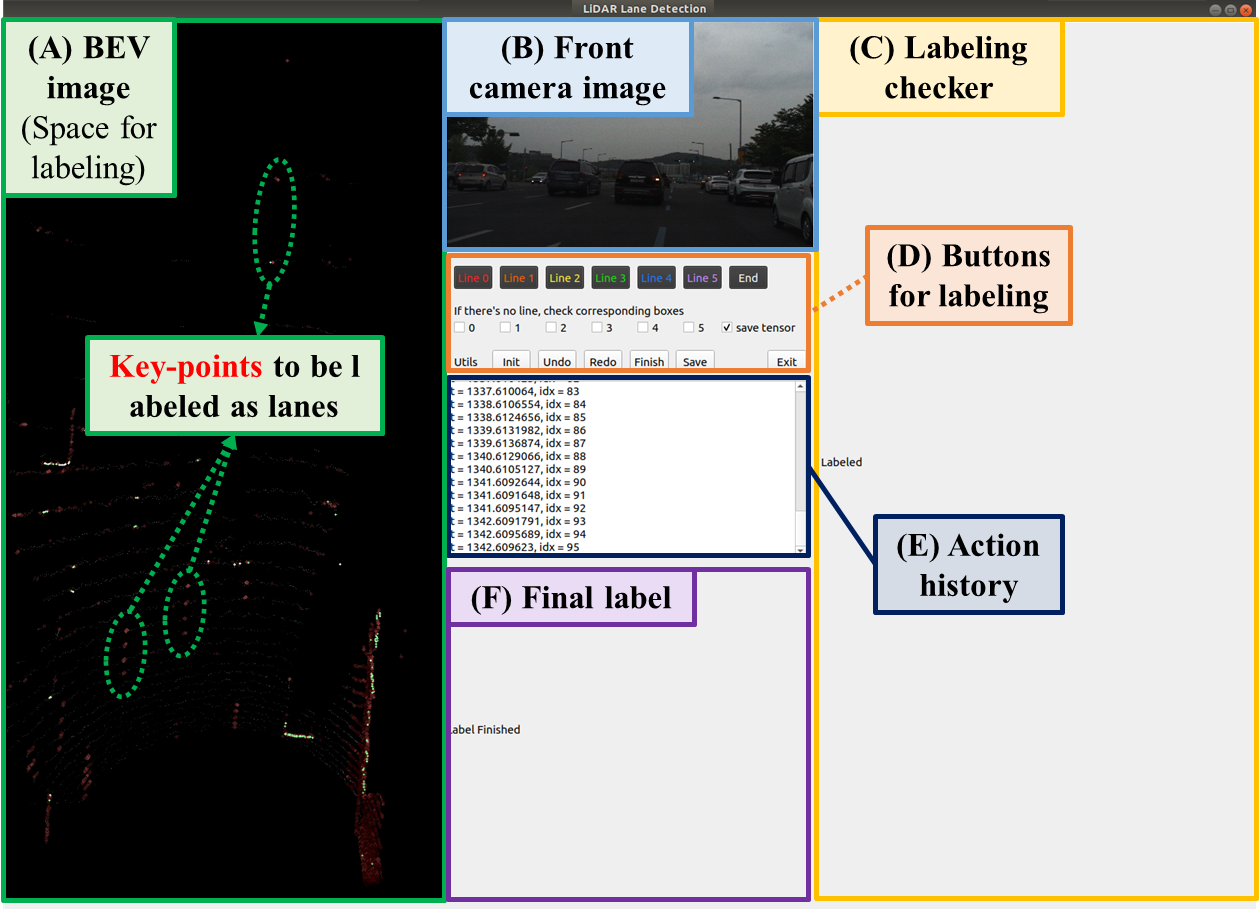 LiDAR Lane Detection
(A) BEV
image
(Space for
labeling)
(B) Front
camera image
(C) Labeling
checker
Key-points to be l
abeled as lanes
Line 0 Line 1 Line 2 Line 3 Line 4 Line 5 End
If there's no line, check corresponding boxes
0 1 2 3 4 5 save tensor
Utils Init Undo Redo Finish Save Exit
(D) Buttons
for labeling
t = 1337.610064, idx = 83
t = 1338.6106554, idx = 84
t = 1338.6124656, idx = 85
t = 1339.6131982, idx = 86
t = 1339.6136874, idx = 87
t = 1340.6129066, idx = 88
t = 1340.6105127, idx = 89
t = 1341.6092644, idx = 90
t = 1341.6091648, idx = 91
t = 1341.6095147, idx = 92
t = 1342.6091791, idx = 93
t = 1342.6095689, idx = 94
t = 1342.609623, idx = 95
Labeled
(E) Action
history
(F) Final label
Label Finished